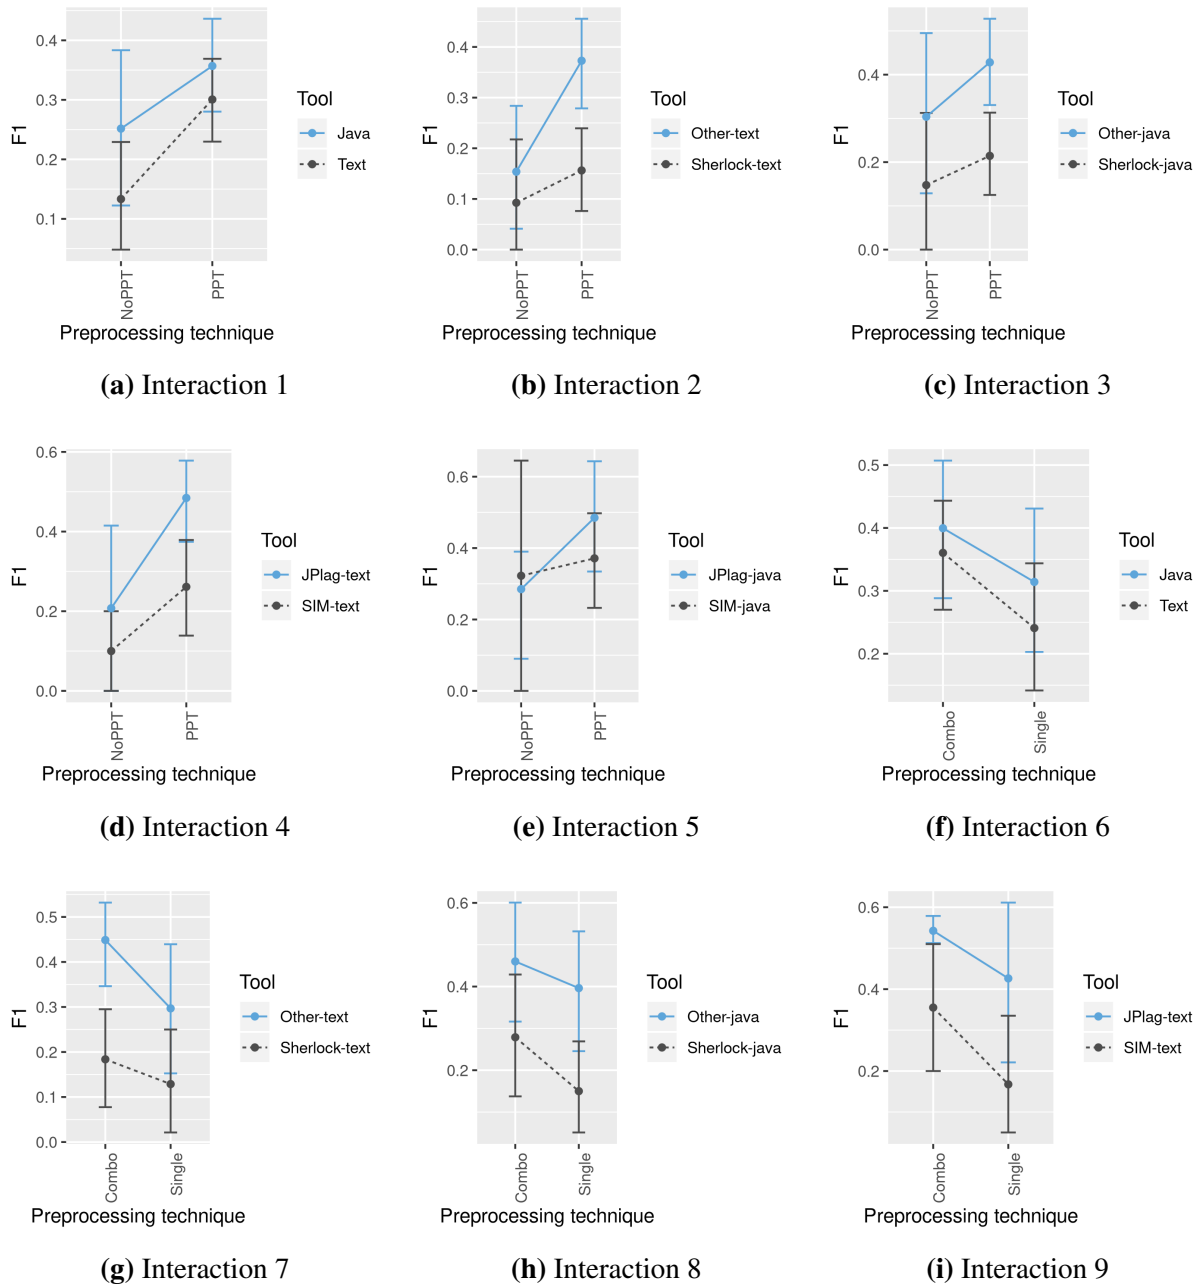 0.4
0.3
0.2
0.1
F1
NoPPT
PPT
Preprocessing technique
Tool
Java
Text
(a) Interaction 1
0.4
0.3
0.2
0.1
0.0
F1
NoPPT
PPT
Preprocessing technique
Tool
Other-text
Sherlock-text
(b) Interaction 2
0.4
0.2
0.0
F1
NoPPT
PPT
Preprocessing technique
Tool
Other-java
Sherlock-java
(c) Interaction 3
0.6
0.4
0.2
0.0
F1
NoPPT
PPT
Preprocessing technique
Tool
JPlag-text
SIM-text
(d) Interaction 4
0.6
0.4
0.2
0.0
F1
NoPPT
PPT
Preprocessing technique
Tool
JPlag-java
SIM-java
(e) Interaction 5
0.5
0.4
0.3
0.2
F1
Combo
Single
Preprocessing technique
Tool
Java
Text
(f) Interaction 6
0.5
0.4
0.3
0.2
0.1
0.0
F1
Combo
Single
Preprocessing technique
Tool
Other-text
Sherlock-text
(g) Interaction 7
0.6
0.4
0.2
F1
Combo
Single
Preprocessing technique
Tool
Other-java
Sherlock-java
(h) Interaction 8
0.6
0.4
0.2
F1
Combo
Single
Preprocessing technique
Tool
JPlag-text
SIM-text
(i) Interaction 9